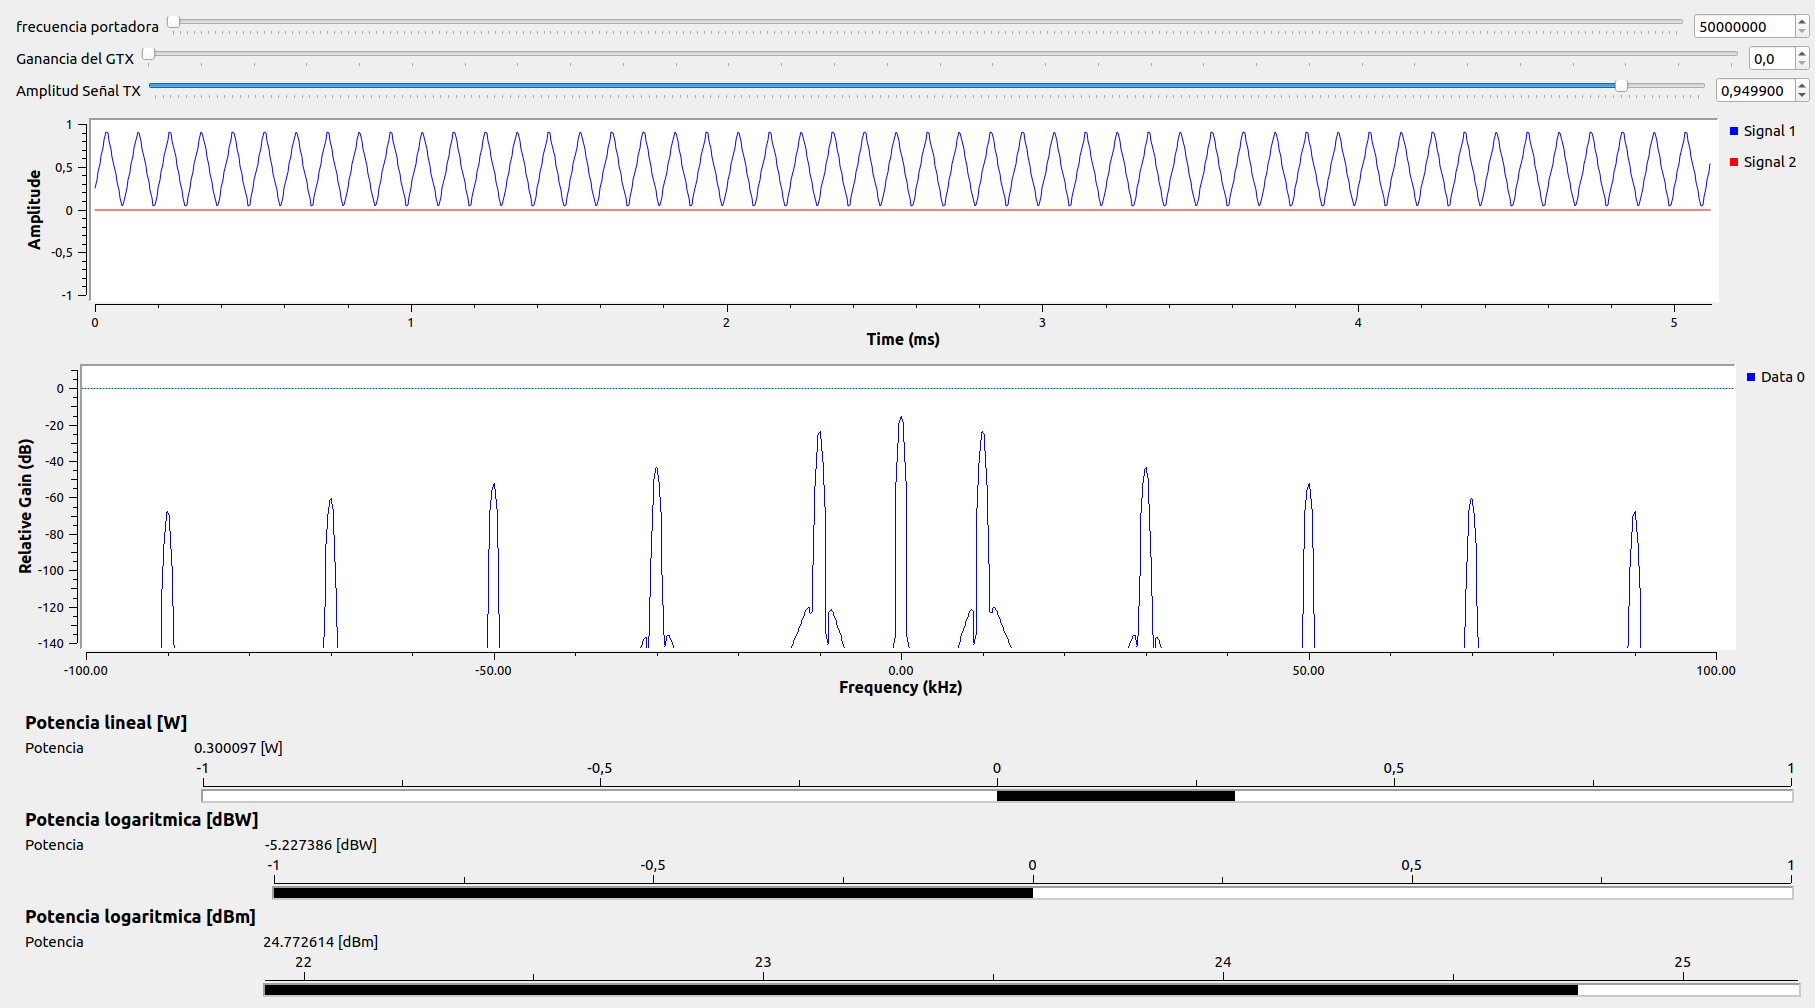 frecuencia portadora 50000000
Ganancia del GTX 0,0
Amplitud Señal TX 0,949900
1
0,5
0
-0,5
-1
Amplitude
0 1 2 3 4 5
Time (ms)
Signal 1
Signal 2
0
-20
-40
-60
-80
-100
-120
-140
Relative Gain (dB)
-100.00 -50.00 0.00 50.00 100.00
Frequency (kHz)
Data 0
Potencia lineal [W]
Potencia 0.300097 [W]
-1 -0,5 0 0,5 1
Potencia logaritmica [dBW]
Potencia -5.227386 [dBW]
-1 -0,5 0 0,5 1
Potencia logaritmica [dBm]
Potencia 24.772614 [dBm]
22 23 24 25